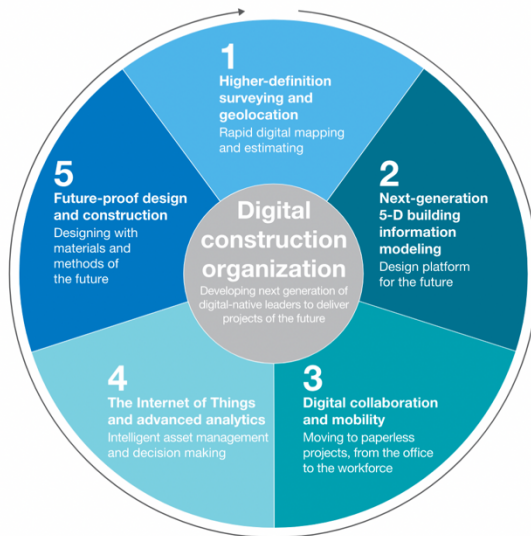 1
Higher-definition
surveying and
geolocation
Rapid digital mapping
and estimating
2
Next-generation
5-D building
information
modeling
Design platform
for the future
3
Digital collaboration
and mobility
Moving to paperless
projects, from the office
to the workforce
4
The Internet of Things
and advanced analytics
Intelligent asset management
and decision making
5
Future-proof design
and construction
Designing with
materials and
methods of
the future
Digital
construction
organization
Developing next generation of
digital-native leaders to deliver
projects of the future